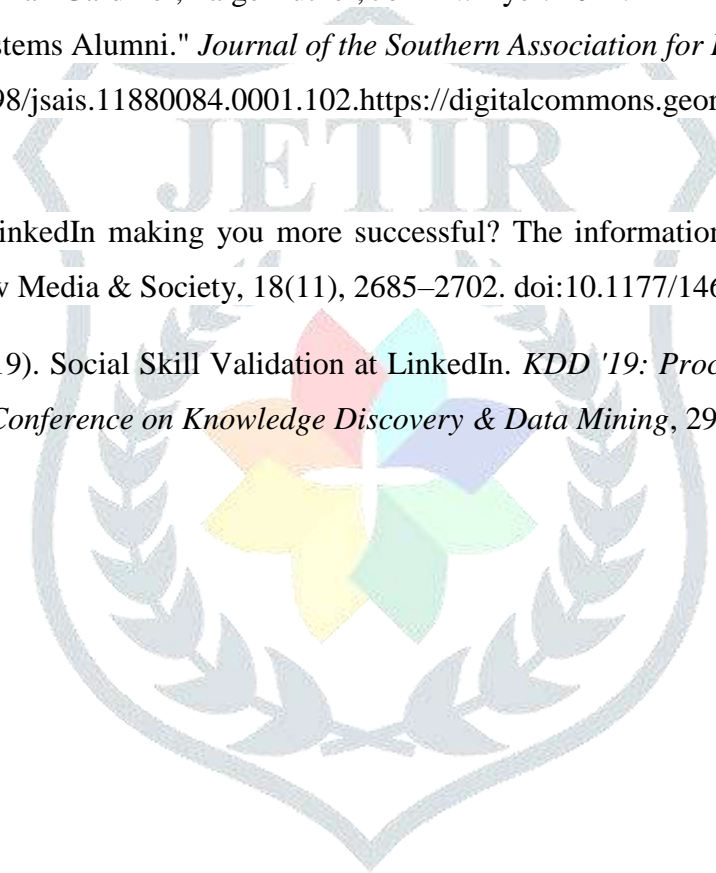 stems Alumni." Journal of the Southern Association for
98/jsais.11880084.0001.102.https://digitalcommons.geor
JETIR
inkedIn making you more successful? The information
Media & Society, 18(11), 2685–2702. doi:10.1177/146
19). Social Skill Validation at LinkedIn. KDD '19: Proc
Conference on Knowledge Discovery & Data Mining, 29